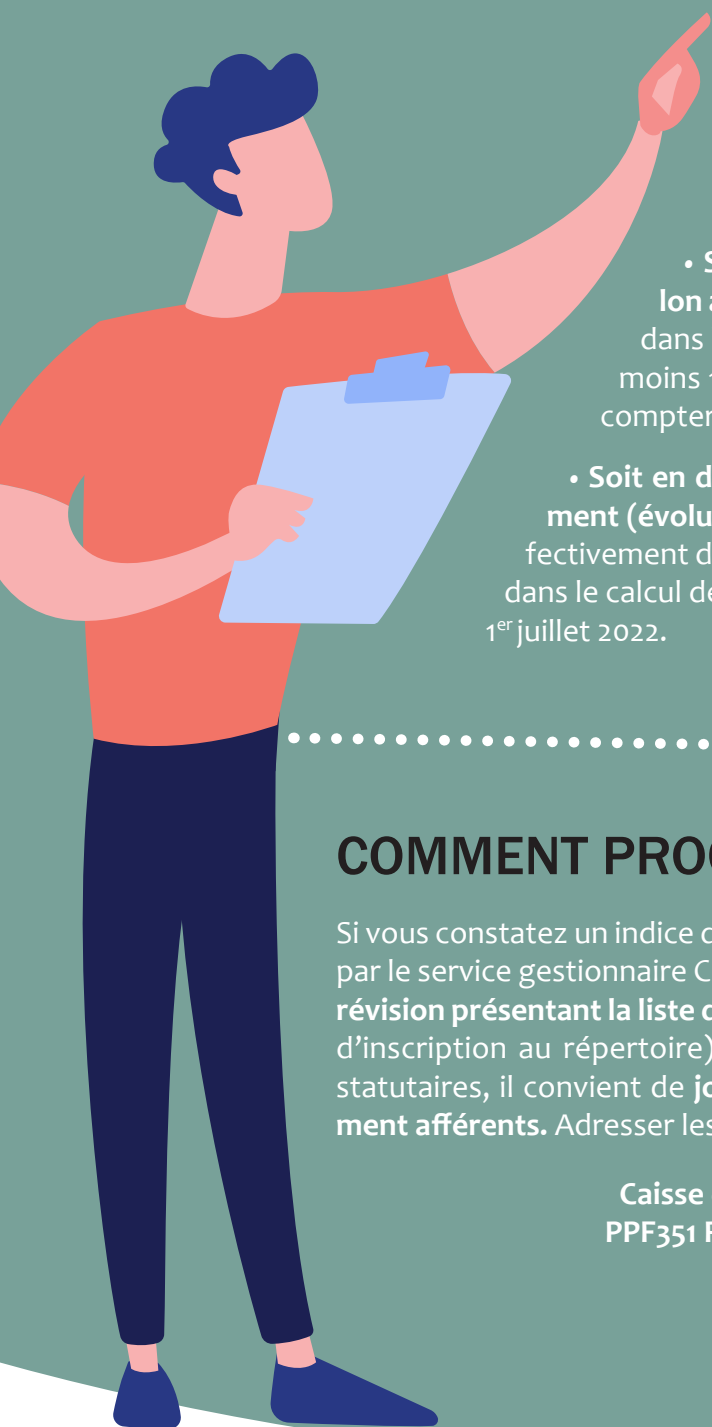 • S
lon a
dans
moins 1
compter
• Soit en d
ment (évolu
fectivement d
dans le calcul de
1er juillet 2022.
COMMENT PRO
Si vous constatez un indice d
par le service gestionnaire C
révision présentant la liste d
d’inscription au répertoire)
statutaires, il convient de jo
ment afférents. Adresser les
Caisse
PPF351